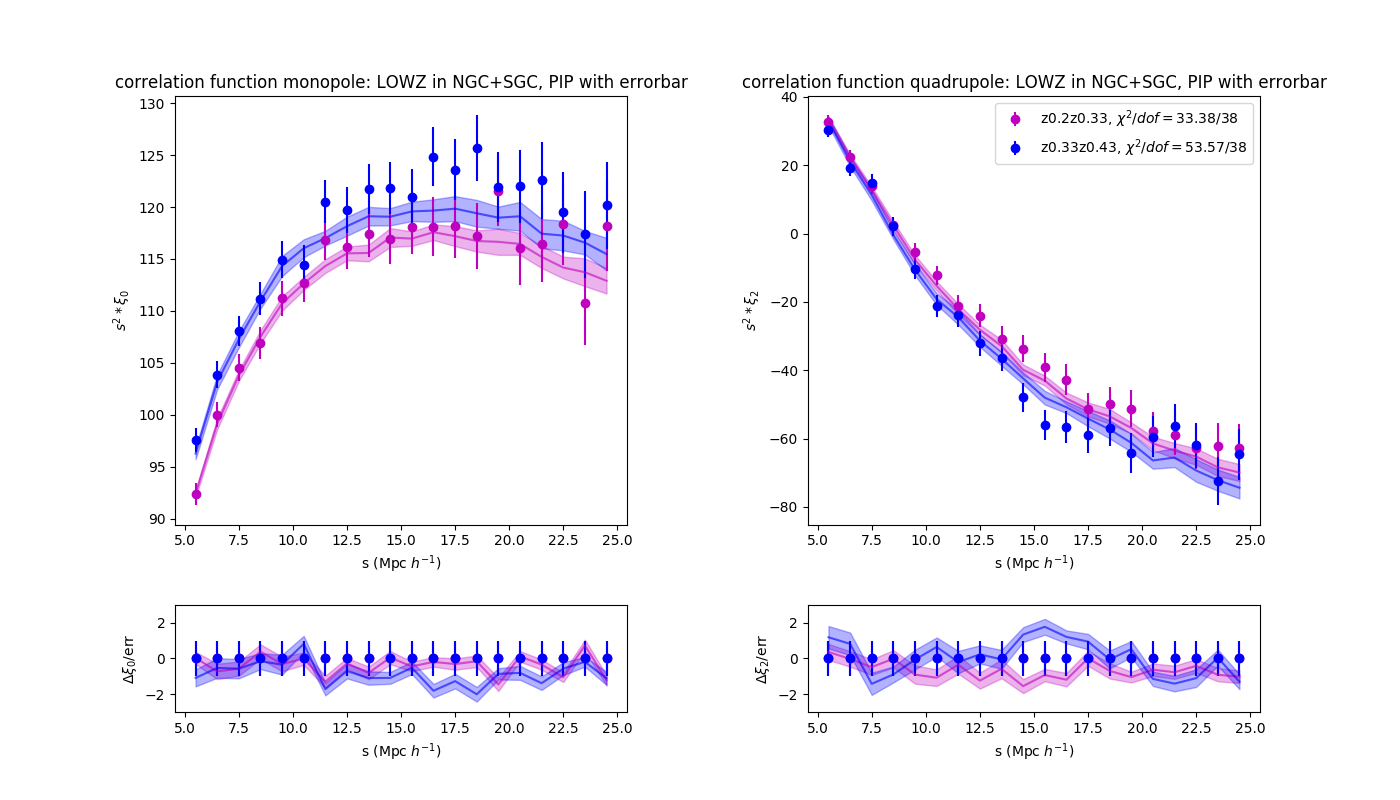 correlation function monopole: LOWZ in NGC+SGC, PIP with errorbar
130
125
120
115
110
105
100
95
90
s² * ξ₀
5.0 7.5 10.0 12.5 15.0 17.5 20.0 22.5 25.0
s (Mpc h⁻¹)
correlation function quadrupole: LOWZ in NGC+SGC, PIP with errorbar
z0.2z0.33, χ²/dof = 33.38/38
z0.33z0.43, χ²/dof = 53.57/38
40
20
0
−20
−40
−60
−80
s² * ξ₂
5.0 7.5 10.0 12.5 15.0 17.5 20.0 22.5 25.0
s (Mpc h⁻¹)
2
0
−2
Δξ₀/err
5.0 7.5 10.0 12.5 15.0 17.5 20.0 22.5 25.0
s (Mpc h⁻¹)
2
0
−2
Δξ₂/err
5.0 7.5 10.0 12.5 15.0 17.5 20.0 22.5 25.0
s (Mpc h⁻¹)